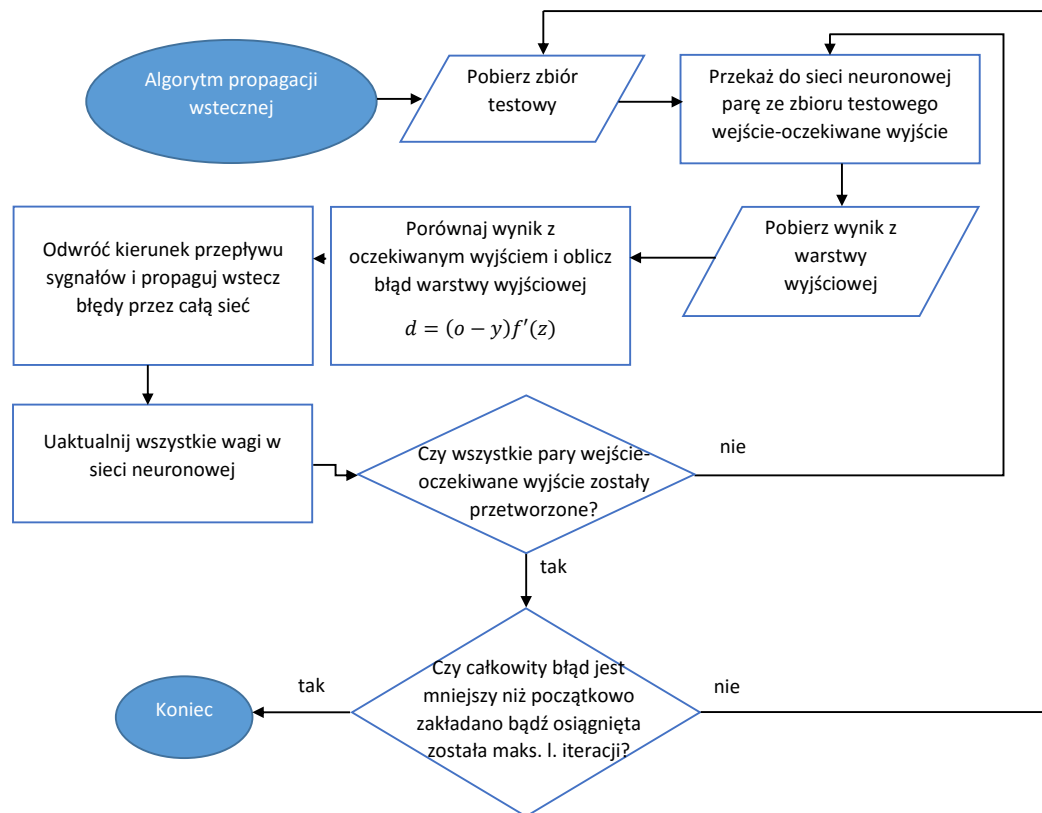 Algorytm propagacji
wstecznej
Pobierz zbiór
testowy
Przekaż do sieci neuronowej
parę ze zbioru testowego
wejście-oczekiwane wyjście
Pobierz wynik z
warstwy
wyjściowej
Porównaj wynik z
oczekiwanym wyjściem i oblicz
błąd warstwy wyjściowej
d = (o − y)f′(z)
Odwróć kierunek przepływu
sygnałów i propaguj wstecz
błędy przez całą sieć
Uaktualnij wszystkie wagi w
sieci neuronowej
Czy wszystkie pary wejście-
oczekiwane wyjście zostały
przetworzone?
nie
tak
Czy całkowity błąd jest
mniejszy niż początkowo
zakładano bądź osiągnięta
została maks. l. iteracji?
tak
nie
Koniec